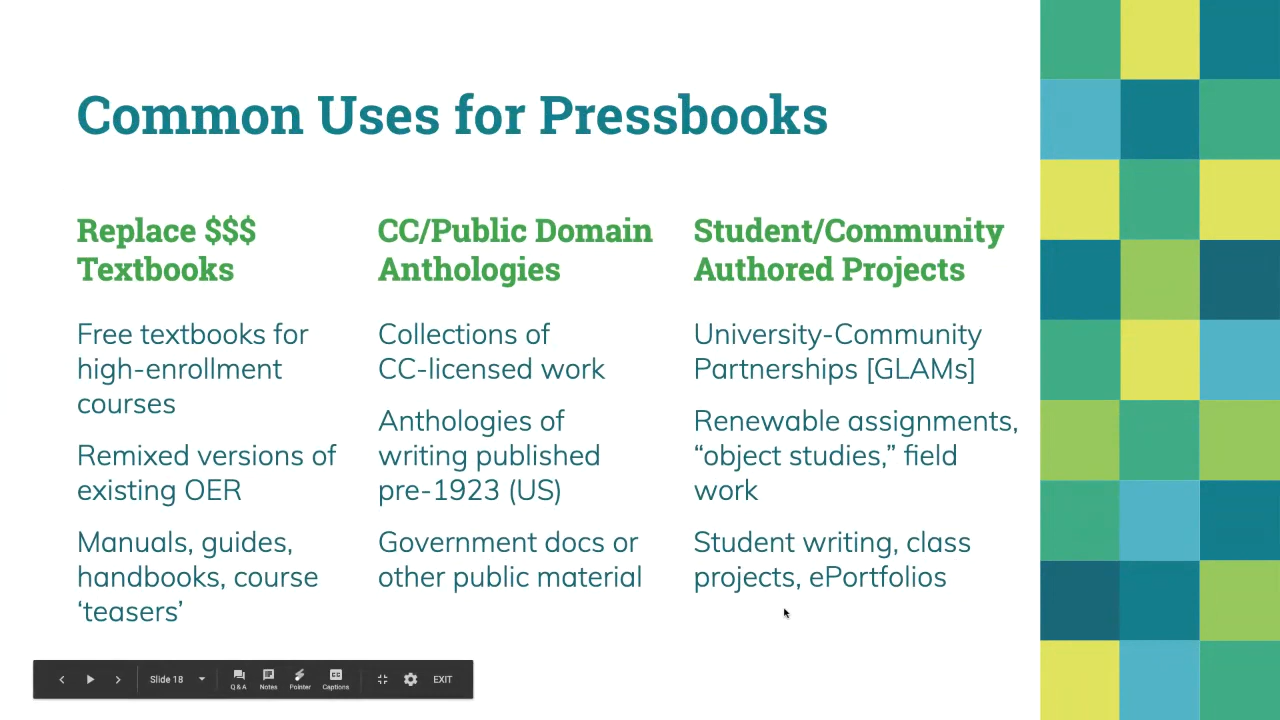 Common Uses for Pressbooks
Replace $$$
Textbooks
Free textbooks for
high-enrollment
courses
Remixed versions of
existing OER
Manuals, guides,
handbooks, course
‘teasers’
CC/Public Domain
Anthologies
Collections of
CC-licensed work
Anthologies of
writing published
pre-1923 (US)
Government docs or
other public material
Student/Community
Authored Projects
University-Community
Partnerships [GLAMs]
Renewable assignments,
“object studies,” field
work
Student writing, class
projects, ePortfolios
Slide 18
Q&A
Notes
Pointer
Captions
EXIT